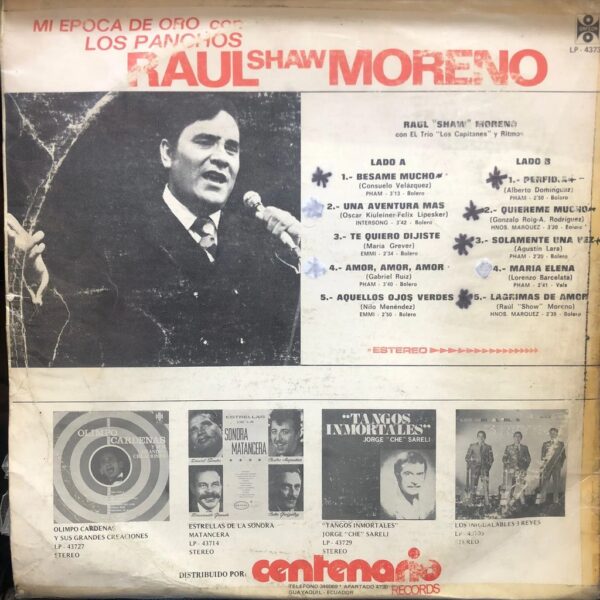 MI EPOCA DE ORO con
LOS PANCHOS
RAUL SHAW MORENO
LP - 4373
RAUL "SHAW" MORENO
con EL Trio "Los Capitanes" y Ritmo
LADO A
1.- BESAME MUCHO
(Consuelo Velázquez)
PHAM - 3'13 - Bolero
2.- UNA AVENTURA MAS
(Oscar Kinleiner-Felix Lipesker)
INTERSONG - 3'42 - Bolero
3.- TE QUIERO DIJISTE
(Maria Grever)
EMMI - 2'34 - Bolero
4.- AMOR, AMOR, AMOR
(Gabriel Ruiz)
PHAM - 3'40 - Bolero
5.- AQUELLOS OJOS VERDES
(Nilo Menéndez)
EMMI - 2'50 - Bolero
LADO B
1.- PERFIDIA
(Alberto Dominguez)
PHAM - 2'50 - Bolero
2.- QUIEREME MUCHO
(Gonzalo Roig-A. Rodriguez)
HNOS. MARQUEZ - 3'30 - Bolero
3.- SOLAMENTE UNA VEZ
(Agustin Lara)
PHAM - 2'55 - Bolero
4.- MARIA ELENA
(Lorenzo Barcelata)
PHAM - 2'41 - Vals
5.- LAGRIMAS DE AMOR
(Raúl "Show" Moreno)
HNOS. MARQUEZ - Bolero
ESTEREO
OLIMPO
CARDENAS
ESTRELLAS
DE LA
SONORA
MATANCERA
"TANGOS
INMORTALES"
JORGE "CHE" SARELI
OLIMPO CARDENAS
Y SUS GRANDES CREACIONES
LP - 43727
STEREO
ESTRELLAS DE LA SONORA
MATANCERA
LP - 43714
STEREO
"TANGOS INMORTALES"
JORGE "CHE" SARELI
LP - 43729
STEREO
LOS INIGUALABLES 3 REYES
STEREO
DISTRIBUIDO POR:
centenario
RECORDS
TELEFONO APARTADO
GUAYAQUIL - ECUADOR